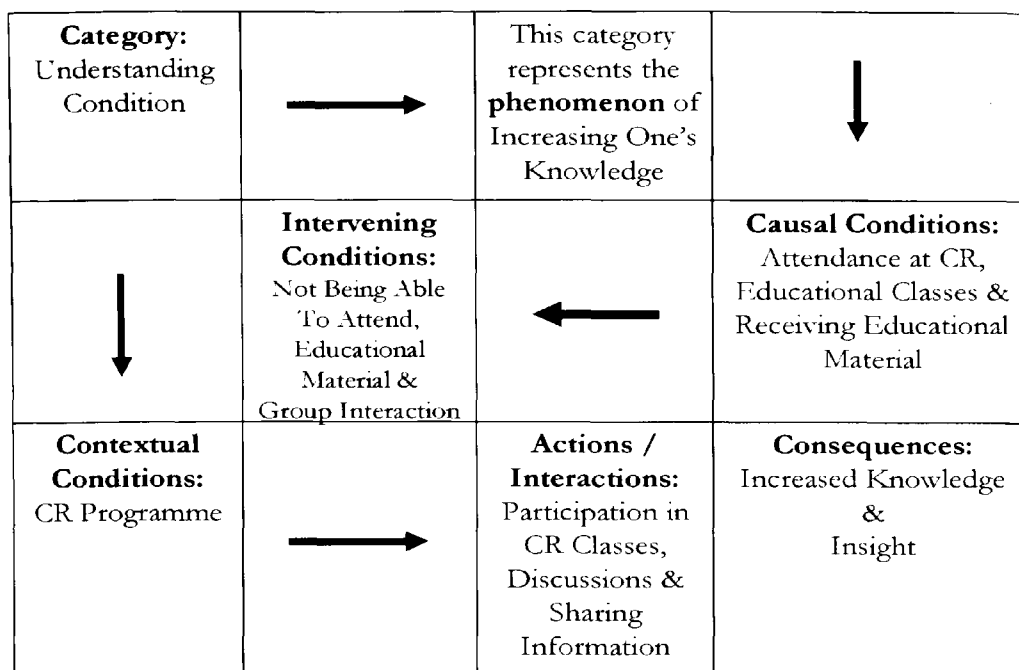 Category:
Understanding
Condition
This category
represents the
phenomenon of
Increasing One's
Knowledge
Intervening
Conditions:
Not Being Able
To Attend,
Educational
Material &
Group Interaction
Causal Conditions:
Attendance at CR,
Educational Classes &
Receiving Educational
Material
Contextual
Conditions:
CR Programme
Actions /
Interactions:
Participation in
CR Classes,
Discussions &
Sharing
Information
Consequences:
Increased Knowledge
&
Insight